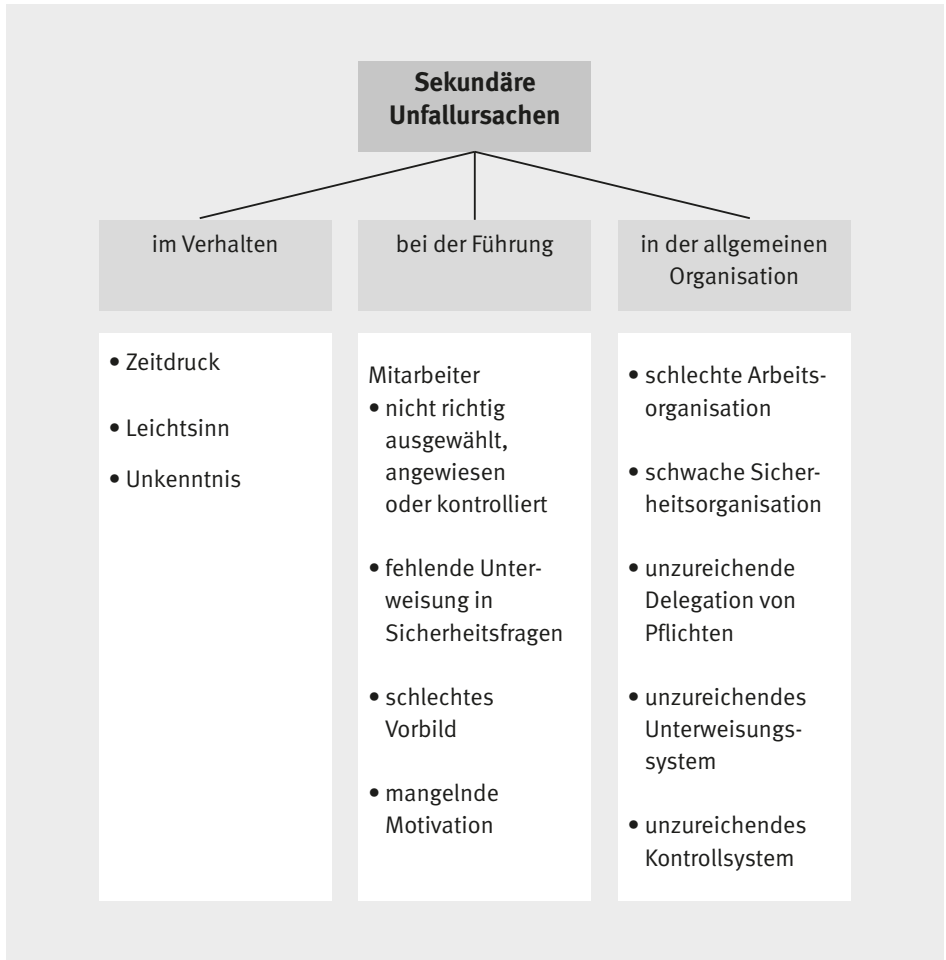 Sekundäre
Unfallursachen
im Verhalten
• Zeitdruck
• Leichtsinn
• Unkenntnis
bei der Führung
Mitarbeiter
• nicht richtig
ausgewählt,
angewiesen
oder kontrolliert
• fehlende Unter-
weisung in
Sicherheitsfragen
• schlechtes
Vorbild
• mangelnde
Motivation
in der allgemeinen
Organisation
• schlechte Arbeits-
organisation
• schwache Sicher-
heitsorganisation
• unzureichende
Delegation von
Pflichten
• unzureichendes
Unterweisungs-
system
• unzureichendes
Kontrollsystem